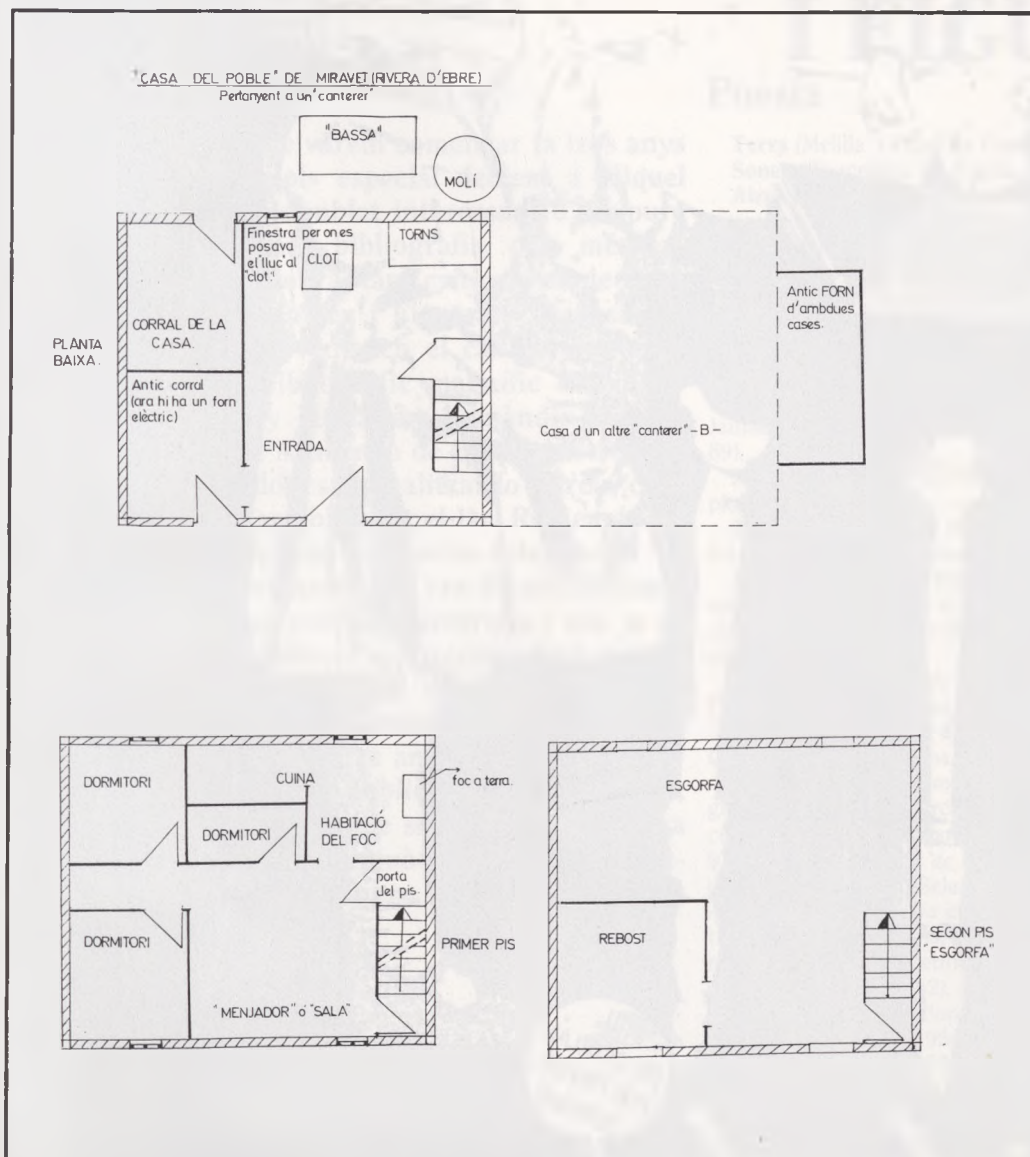 "CASA DEL POBLE" DE MIRAVET (RIVERA D'EBRE)
Pertanyent a un "canterer"
"BASSA"
MOLÍ
Finestra per on es
posava
el "lluc" al
"clot."
CLOT
TORNS
CORRAL DE LA
CASA.
PLANTA
BAIXA.
Antic corral
(ara hi ha un forn
elèctric)
ENTRADA.
Casa d un altre "canterer" -B-
Antic FORN
d'ambdues
cases.
DORMITORI
CUINA
DORMITORI
HABITACIÓ
DEL FOC
foc a terra.
porta
del pis.
DORMITORI
"MENJADOR" o "SALA"
PRIMER PIS
ESGORFA
REBOST
SEGON PIS
"ESGORFA"